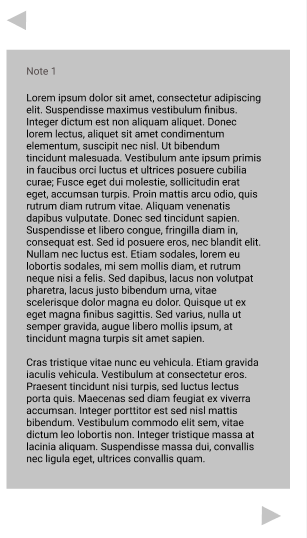 Note 1
Lorem ipsum dolor sit amet, consectetur adipiscing
elit. Suspendisse maximus vestibulum finibus.
Integer dictum est non aliquam aliquet. Donec
lorem lectus, aliquet sit amet condimentum
elementum, suscipit nec nisl. Ut bibendum
tincidunt malesuada. Vestibulum ante ipsum primis
in faucibus orci luctus et ultrices posuere cubilia
curae; Fusce eget dui molestie, sollicitudin erat
eget, accumsan turpis. Proin mattis arcu odio, quis
rutrum diam rutrum vitae. Aliquam venenatis
dapibus vulputate. Donec sed tincidunt sapien.
Suspendisse et libero congue, fringilla diam in,
consequat est. Sed id posuere eros, nec blandit elit.
Nullam nec luctus est. Etiam sodales, lorem eu
lobortis sodales, mi sem mollis diam, et rutrum
neque nisi a felis. Sed dapibus, lacus non volutpat
pharetra, lacus justo bibendum urna, vitae
scelerisque dolor magna eu dolor. Quisque ut ex
eget magna finibus sagittis. Sed varius, nulla ut
semper gravida, augue libero mollis ipsum, at
tincidunt magna turpis sit amet sapien.
Cras tristique vitae nunc eu vehicula. Etiam gravida
iaculis vehicula. Vestibulum at consectetur eros.
Praesent tincidunt nisi turpis, sed luctus lectus
porta quis. Maecenas sed diam feugiat ex viverra
accumsan. Integer porttitor est sed nisl mattis
bibendum. Vestibulum commodo elit sem, vitae
dictum leo lobortis non. Integer tristique massa at
lacinia aliquam. Suspendisse massa dui, convallis
nec ligula eget, ultrices convallis quam.